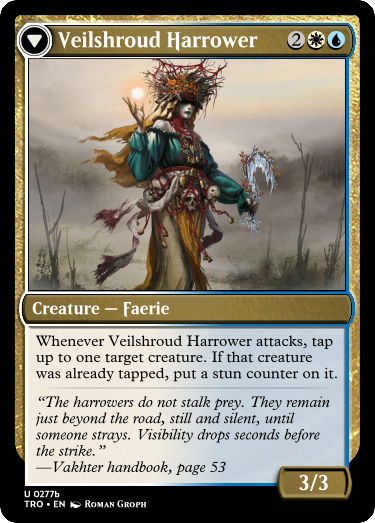 Veilshroud Harrower 2
Creature — Faerie
Whenever Veilshroud Harrower attacks, tap
up to one target creature. If that creature
was already tapped, put a stun counter on it.
“The harrowers do not stalk prey. They remain
just beyond the road, still and silent, until
someone strays. Visibility drops seconds before
the strike.”
—Vakhter handbook, page 53
3/3
U 0277b
TRO • EN Roman Groph